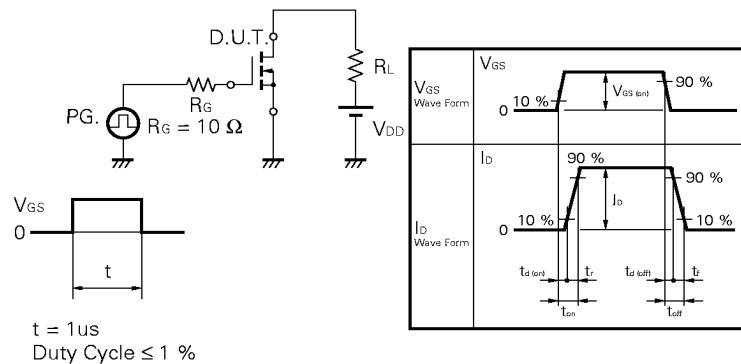 D.U.T.
RL
RG
PG.
RG = 10 Ω
VDD
VGS
0
t
t = 1us
Duty Cycle ≤ 1 %
VGS
Wave Form
VGS
10 %
0
VGS (on)
90 %
ID
Wave Form
ID
90 %
90 %
10 %
0
ID
10 %
td (on)
tr
td (off)
tf
ton
toff